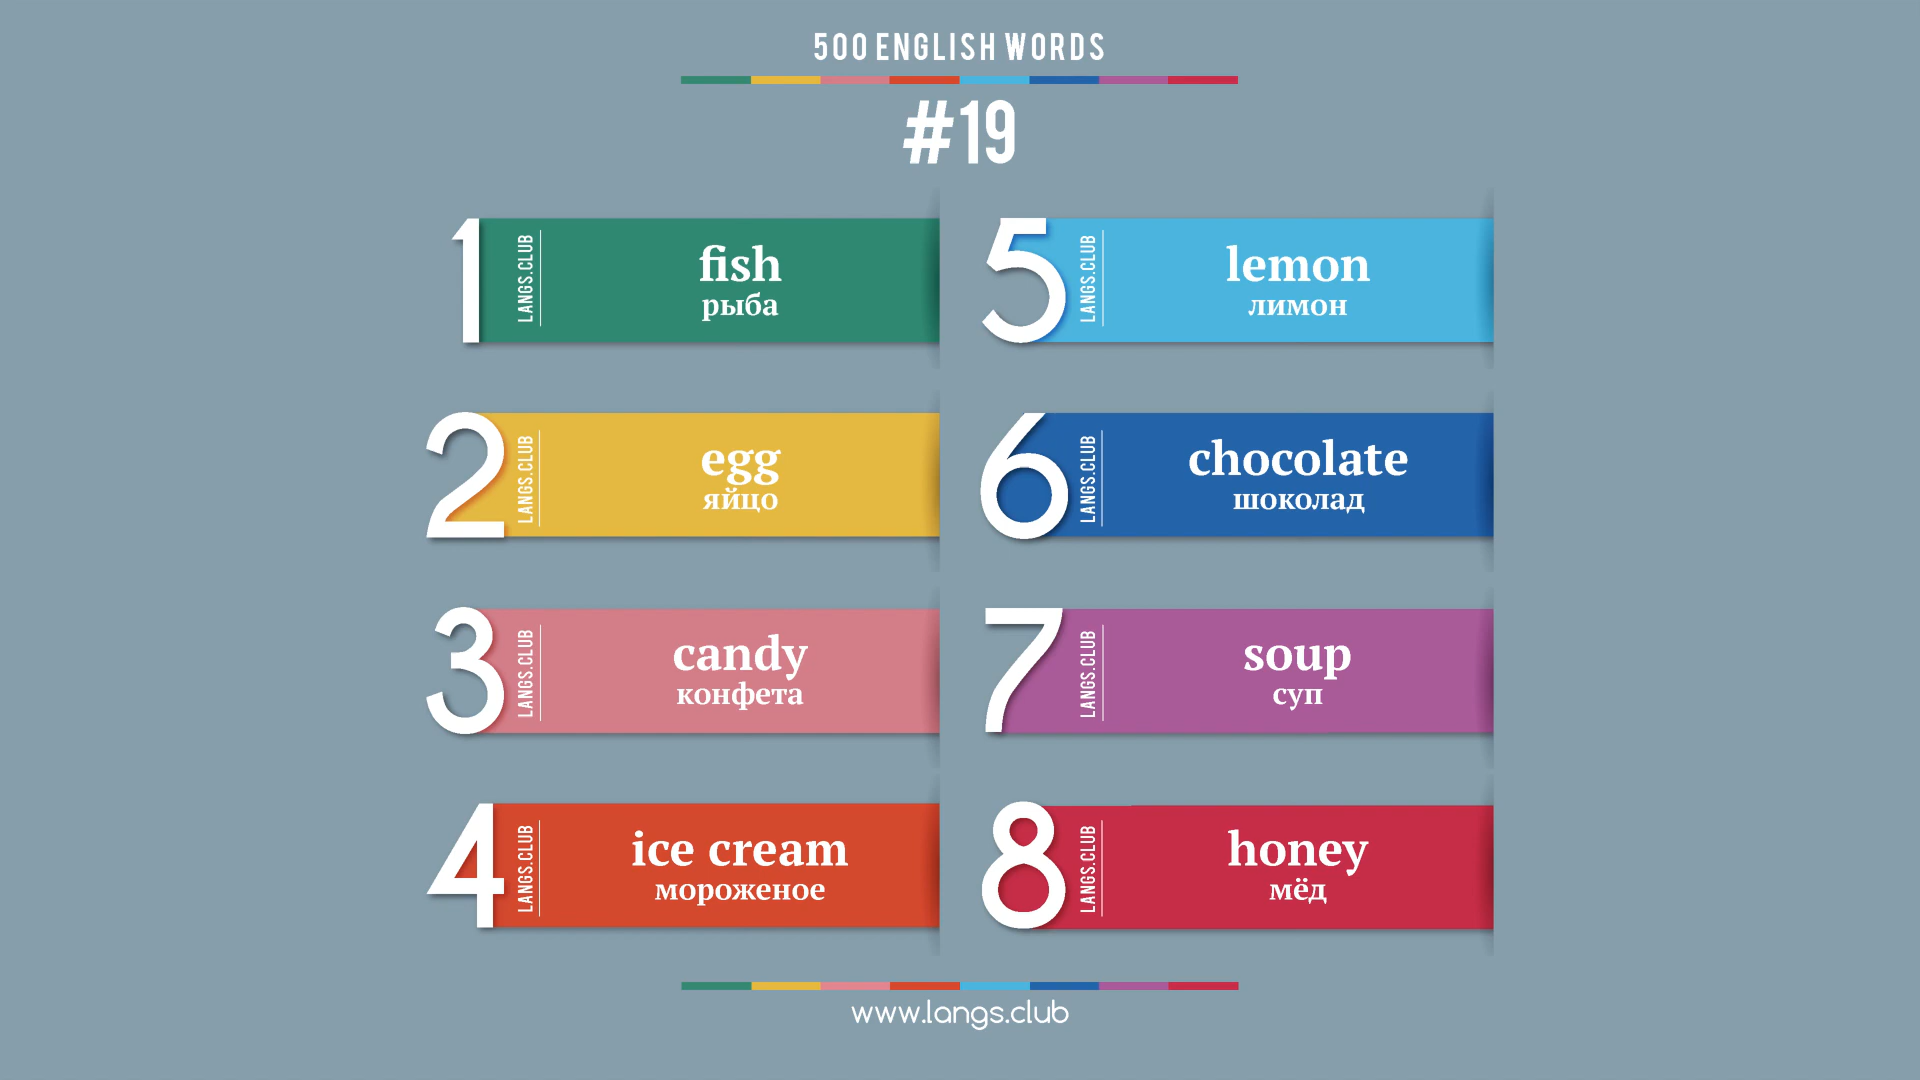 500 ENGLISH WORDS
#19
1
LANGS.CLUB
fish
рыба
2
LANGS.CLUB
egg
яйцо
3
LANGS.CLUB
candy
конфета
4
LANGS.CLUB
ice cream
мороженое
5
LANGS.CLUB
lemon
лимон
6
LANGS.CLUB
chocolate
шоколад
7
LANGS.CLUB
soup
суп
8
LANGS.CLUB
honey
мёд
www.langs.club